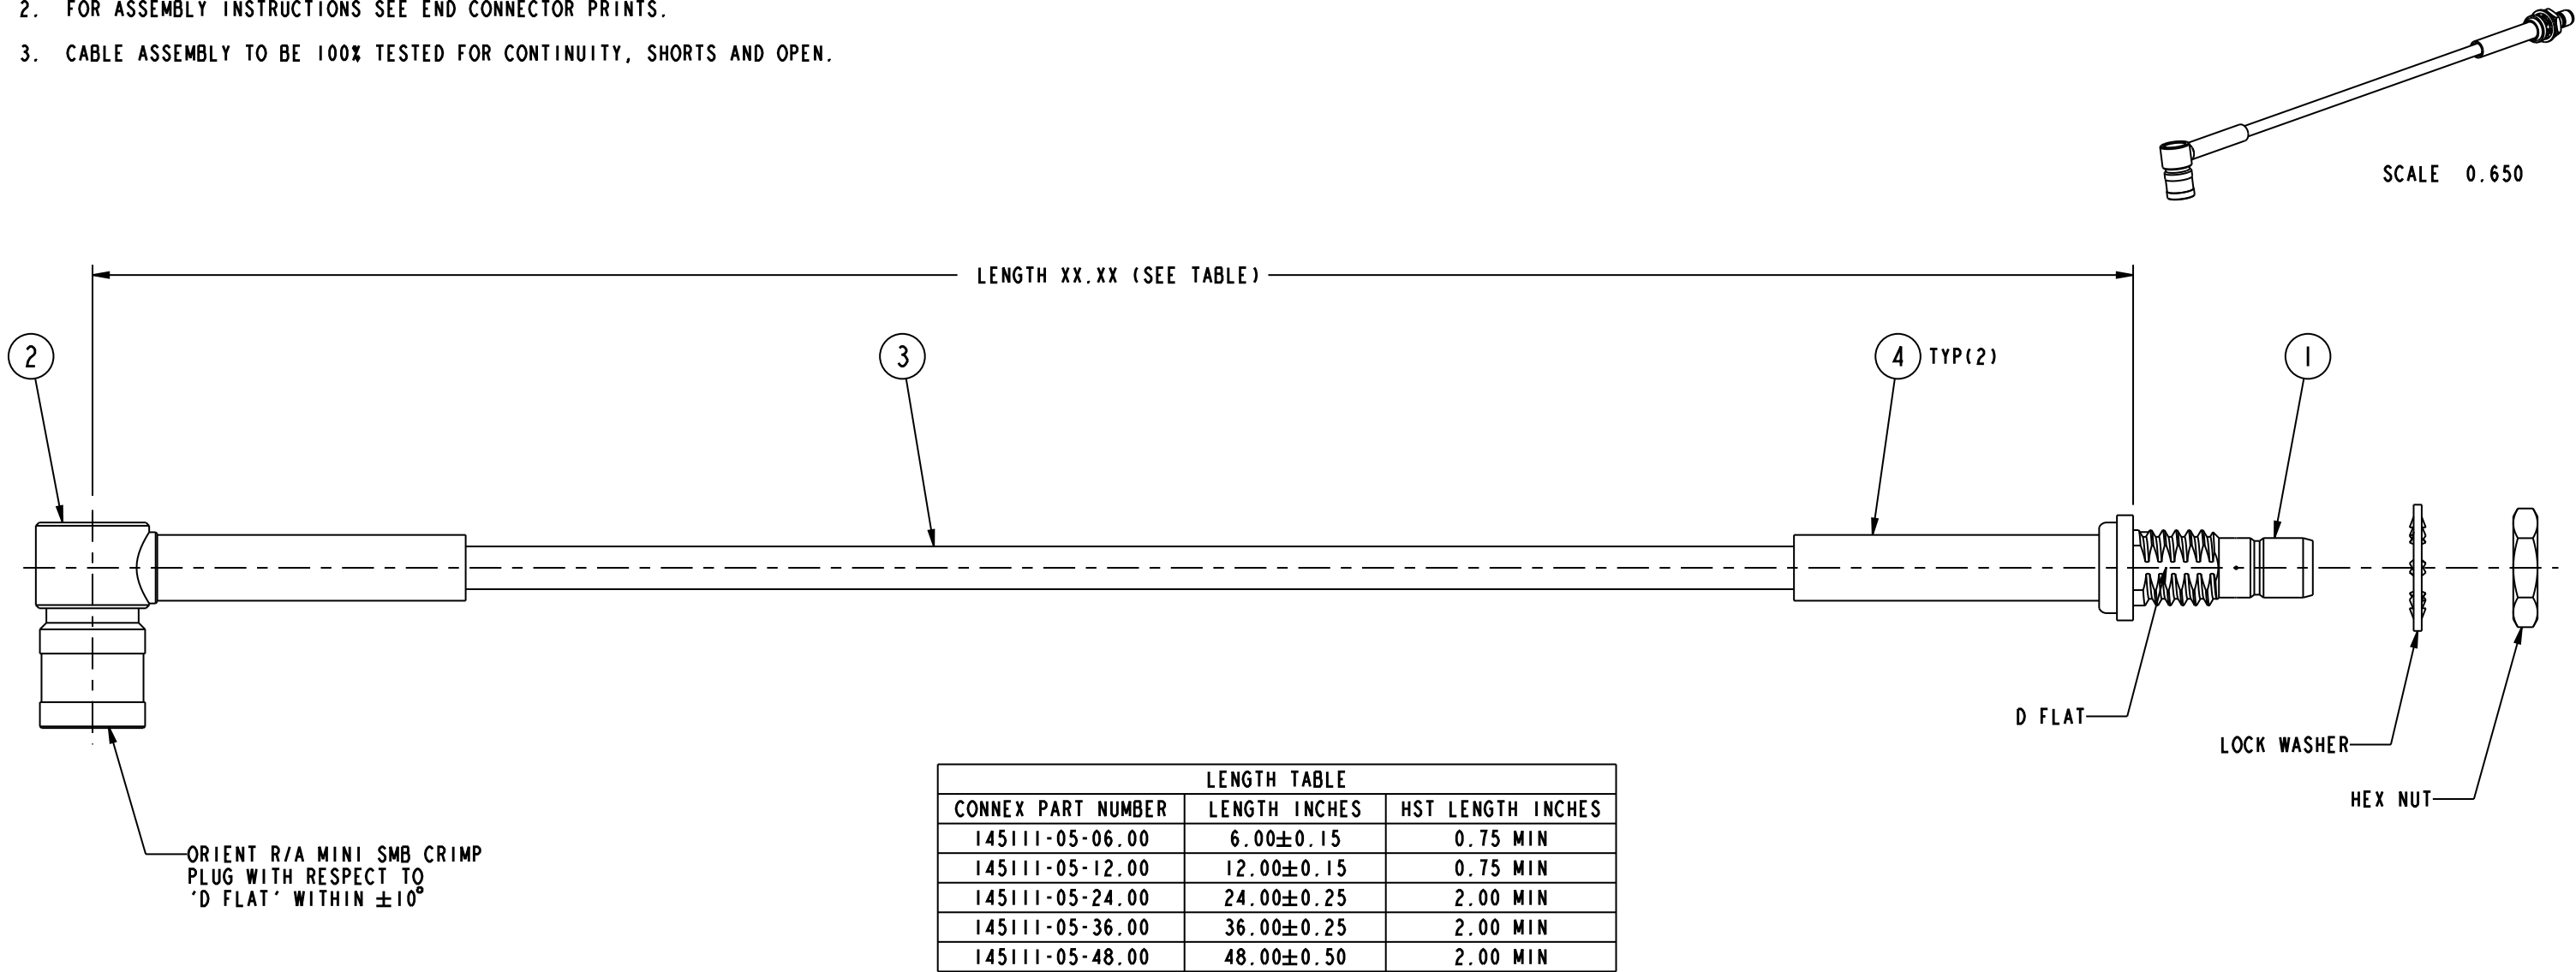 2. FOR ASSEMBLY INSTRUCTIONS SEE END CONNECTOR PRINTS.
3. CABLE ASSEMBLY TO BE 100% TESTED FOR CONTINUITY, SHORTS AND OPEN.
SCALE 0.650
LENGTH XX.XX (SEE TABLE)
2
3
4 TYP(2)
1
D FLAT
LOCK WASHER
HEX NUT
ORIENT R/A MINI SMB CRIMP
PLUG WITH RESPECT TO
'D FLAT' WITHIN ±10°
LENGTH TABLE
CONNEX PART NUMBER LENGTH INCHES HST LENGTH INCHES
145111-05-06.00 6.00±0.15 0.75 MIN
145111-05-12.00 12.00±0.15 0.75 MIN
145111-05-24.00 24.00±0.25 2.00 MIN
145111-05-36.00 36.00±0.25 2.00 MIN
145111-05-48.00 48.00±0.50 2.00 MIN